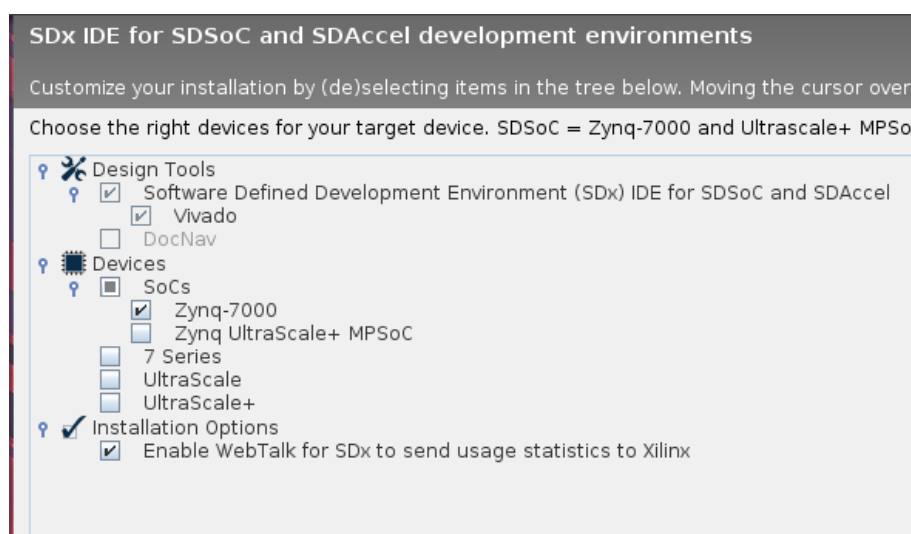 SDx IDE for SDSoC and SDAccel development environments
Customize your installation by (de)selecting items in the tree below. Moving the cursor over
Choose the right devices for your target device. SDSoC = Zynq-7000 and Ultrascale+ MPSo
Design Tools
Software Defined Development Environment (SDx) IDE for SDSoC and SDAccel
Vivado
DocNav
Devices
SoCs
Zynq-7000
Zynq UltraScale+ MPSoC
7 Series
UltraScale
UltraScale+
Installation Options
Enable WebTalk for SDx to send usage statistics to Xilinx